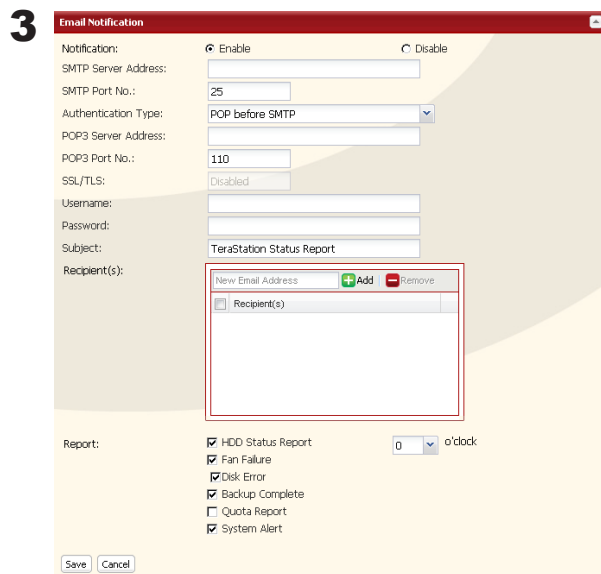 3
Email Notification
Notification: Enable Disable
SMTP Server Address:
SMTP Port No.: 25
Authentication Type: POP before SMTP
POP3 Server Address:
POP3 Port No.: 110
SSL/TLS: Disabled
Username:
Password:
Subject: TeraStation Status Report
Recipient(s):
New Email Address Add Remove
Recipient(s)
Report: HDD Status Report 0 o'clock
Fan Failure
Disk Error
Backup Complete
Quota Report
System Alert
Save Cancel